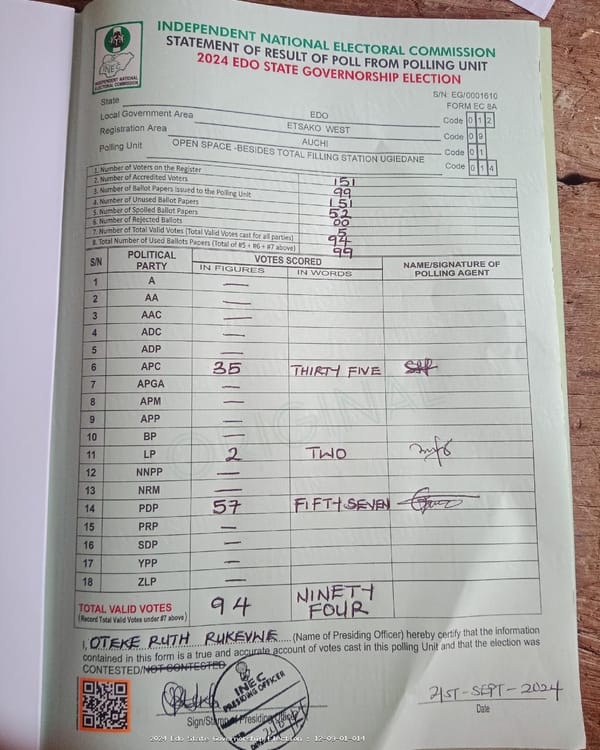 INDEPENDENT NATIONAL ELECTORAL COMMISSION
STATEMENT OF RESULT OF POLL FROM POLLING UNIT
2024 EDO STATE GOVERNORSHIP ELECTION
INEC
INDEPENDENT NATIONAL ELECTORAL COMMISSION
S/N: EG/0001610
FORM EC 8A
State EDO Code 0 1 2
Local Government Area ETSAKO WEST Code 0 9
Registration Area AUCHI Code 0 1
Polling Unit OPEN SPACE -BESIDES TOTAL FILLING STATION UGIEDANE Code 0 1 4
1. Number of Voters on the Register 151
2. Number of Accredited Voters 99
3. Number of Ballot Papers Issued to the Polling Unit 151
4. Number of Unused Ballot Papers 52
5. Number of Spoiled Ballot Papers 00
6. Number of Rejected Ballots 5
7. Number of Total Valid Votes (Total Valid Votes cast for all parties) 94
8. Total Number of Used Ballots Papers (Total of #5 + #6 + #7 above) 99
S/N POLITICAL PARTY VOTES SCORED NAME/SIGNATURE OF POLLING AGENT
IN FIGURES IN WORDS
1 A —
2 AA —
3 AAC —
4 ADC —
5 ADP —
6 APC 35 THIRTY FIVE
7 APGA —
8 APM —
9 APP —
10 BP —
11 LP 2 TWO
12 NNPP —
13 NRM —
14 PDP 57 FIFTY SEVEN
15 PRP —
16 SDP —
17 YPP —
18 ZLP —
ORIGINAL
TOTAL VALID VOTES 94 NINETY FOUR
(Record Total Valid Votes under #7 above)
I, OTEKE RUTH RUKEVWE (Name of Presiding Officer) hereby certify that the information
contained in this form is a true and accurate account of votes cast in this polling Unit and that the election was
CONTESTED/NOT CONTESTED
INEC
PRESIDING OFFICER
Sign/Stamp of Presiding Officer
21ST-SEPT-2024
Date
2024 Edo State Governorship Election : 12-09-01-014